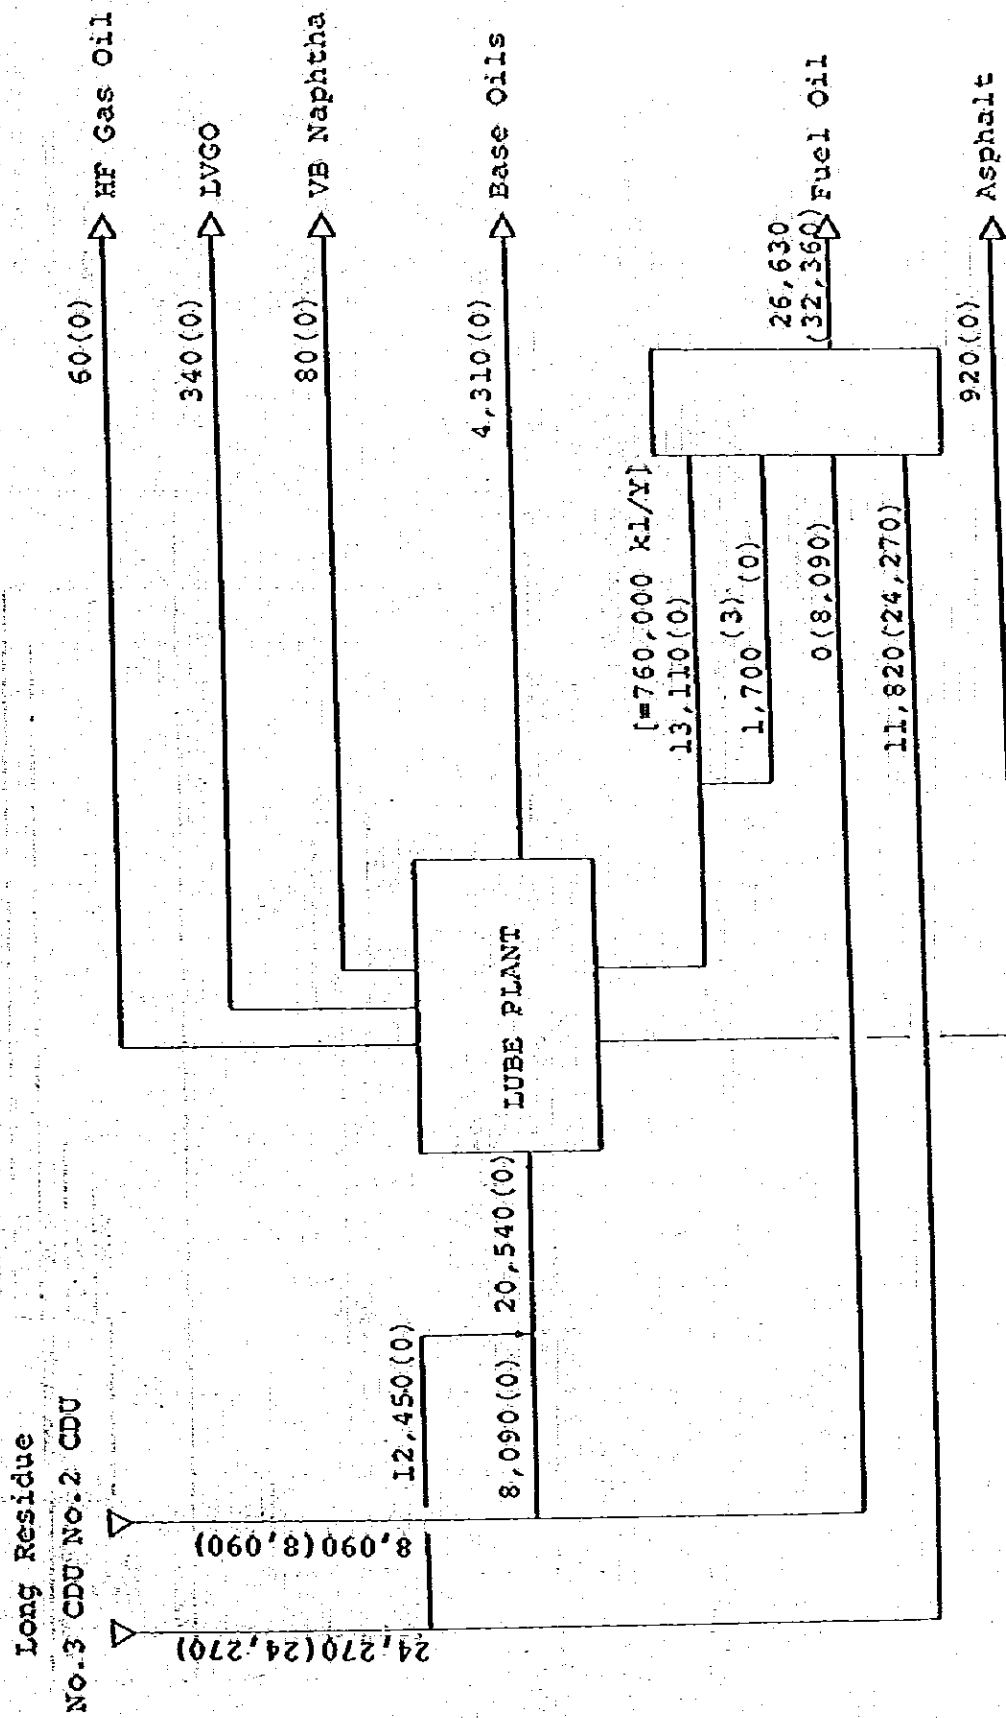 Long Residue
No.3 CDU No.2 CDU
24,270(24,270)
8,090(8,090)
12,450(0)
8,090(0)
20,540(0)
LUBE PLANT
60(0)
HF Gas Oil
340(0)
LVGO
80(0)
VB Naphtha
4,310(0)
Base Oils
[=760,000 kl/Y]
13,110(0)
1,700 (3) (0)
0(8,090)
11,820(24,270)
26,630
(32,360)
Fuel Oil
920(0)
Asphalt